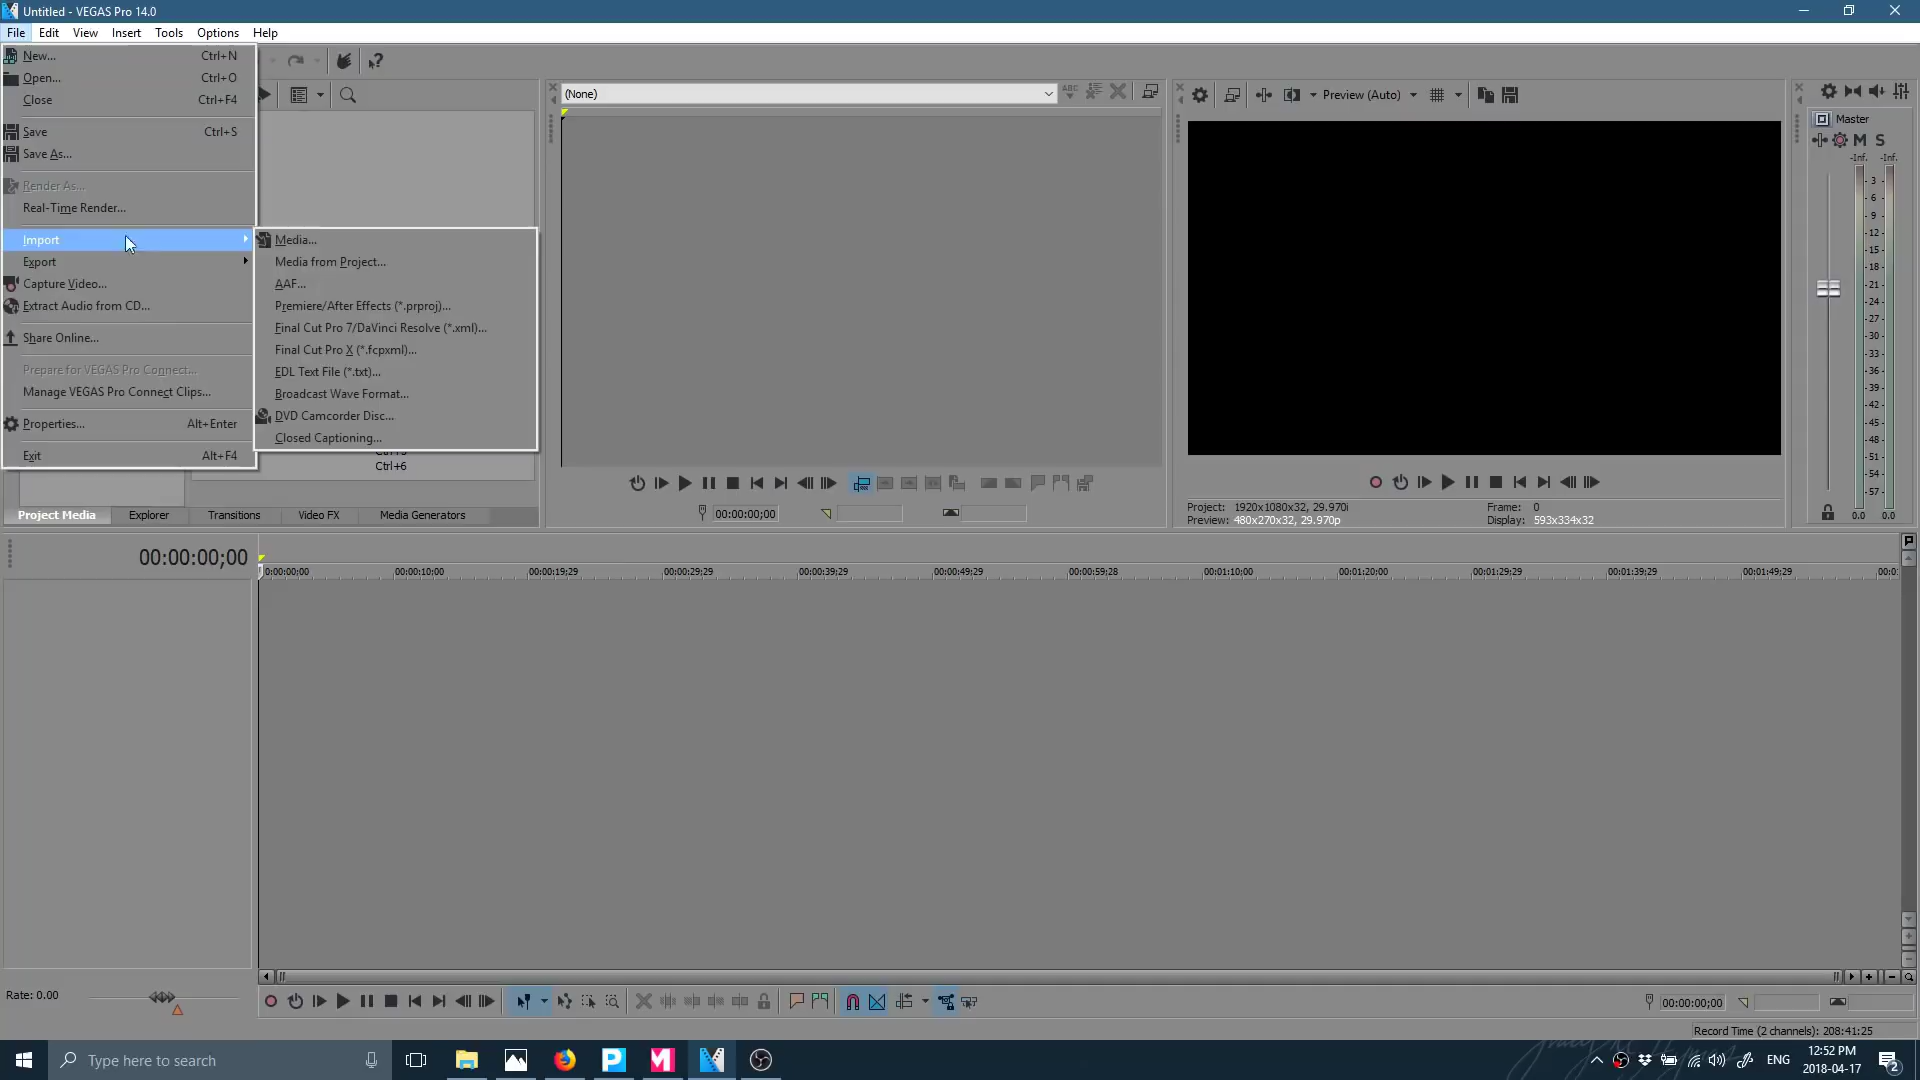 Untitled - VEGAS Pro 14.0
File Edit View Insert Tools Options Help
New... Ctrl+N
Open... Ctrl+O
Close Ctrl+F4
Save Ctrl+S
Save As...
Render As...
Real-Time Render...
Import
Export
Capture Video...
Extract Audio from CD...
Share Online...
Prepare for VEGAS Pro Connect...
Manage VEGAS Pro Connect Clips...
Properties... Alt+Enter
Exit Alt+F4
Media...
Media from Project...
AAF...
Premiere/After Effects (*.prproj)...
Final Cut Pro 7/DaVinci Resolve (*.xml)...
Final Cut Pro X (*.fcpxml)...
EDL Text File (*.txt)...
Broadcast Wave Format...
DVD Camcorder Disc...
Closed Captioning...
Ctrl+6
Project Media Explorer Transitions Video FX Media Generators
(None)
00:00:00;00
Preview (Auto)
Project: 1920x1080x32, 29.970i
Preview: 480x270x32, 29.970p
Frame: 0
Display: 593x334x32
Master
M S
-Inf. -Inf.
- 3 -
- 6 -
- 9 -
-12-
-15-
-18-
-21-
-24-
-27-
-30-
-33-
-36-
-39-
-42-
-45-
-48-
-51-
-54-
-57-
0.0 0.0
00:00:00;00
0:00:00;00 00:00:10;00 00:00:19;29 00:00:29;29 00:00:39;29 00:00:49;29 00:00:59;28 00:01:10;00 00:01:20;00 00:01:29;29 00:01:39;29 00:01:49;29
Rate: 0.00
00:00:00;00
Record Time (2 channels): 208:41:25
Type here to search
ENG
12:52 PM
2018-04-17
2